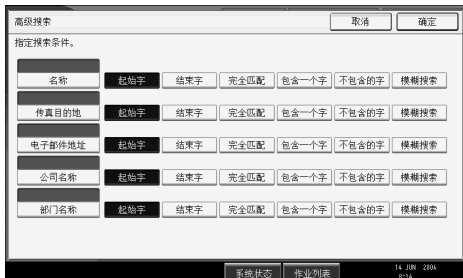 高级搜索 取消 确定
指定搜索条件。
名称 起始字 结束字 完全匹配 包含一个字 不包含的字 模糊搜索
传真目的地 起始字 结束字 完全匹配 包含一个字 不包含的字 模糊搜索
电子邮件地址 起始字 结束字 完全匹配 包含一个字 不包含的字 模糊搜索
公司名称 起始字 结束字 完全匹配 包含一个字 不包含的字 模糊搜索
部门名称 起始字 结束字 完全匹配 包含一个字 不包含的字 模糊搜索
系统状态 作业列表 14 JUN 2006
8:14